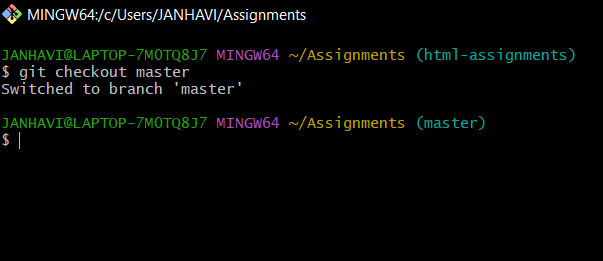 MINGW64:/c/Users/JANHAVI/Assignments
JANHAVI@LAPTOP-7M0TQ8J7 MINGW64 ~/Assignments (html-assignments)
$ git checkout master
Switched to branch 'master'
JANHAVI@LAPTOP-7M0TQ8J7 MINGW64 ~/Assignments (master)
$